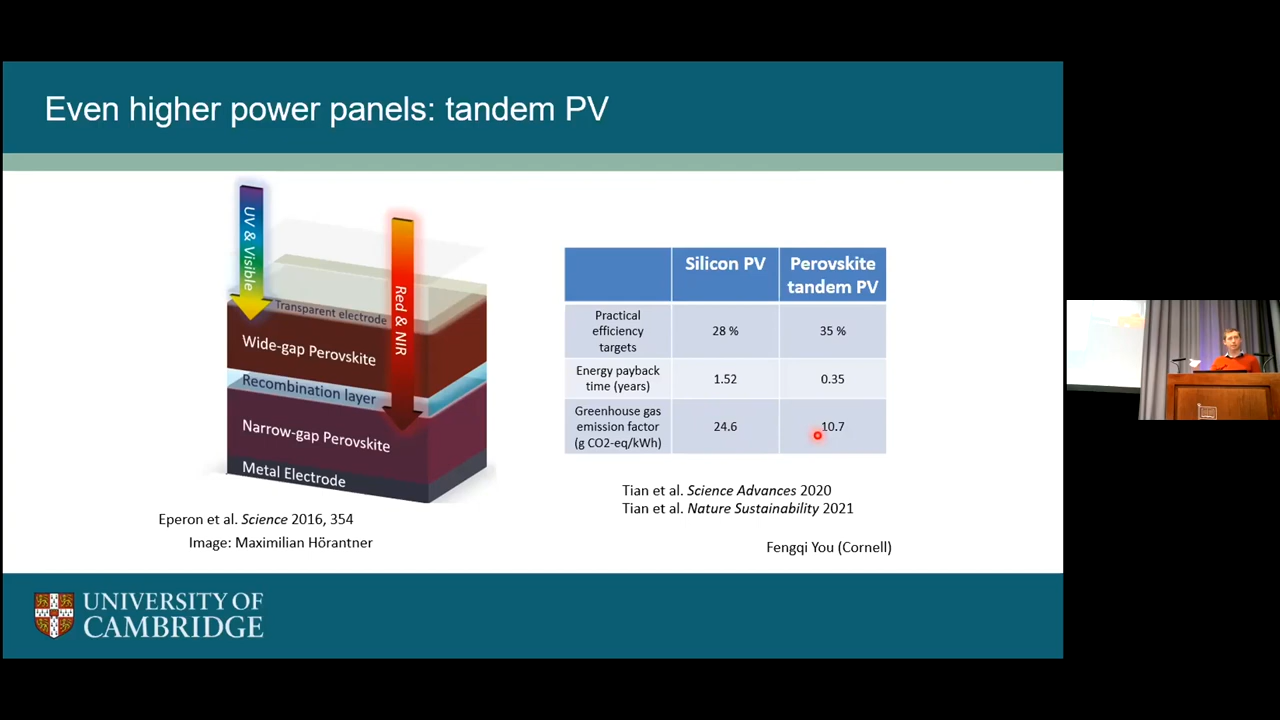 Even higher power panels: tandem PV
UV & Visible
Red & NIR
Transparent electrode
Wide-gap Perovskite
Recombination layer
Narrow-gap Perovskite
Metal Electrode
Eperon et al. Science 2016, 354
Image: Maximilian Hörantner
Silicon PV
Perovskite
tandem PV
Practical
efficiency
targets
28 %
35 %
Energy payback
time (years)
1.52
0.35
Greenhouse gas
emission factor
(g CO2-eq/kWh)
24.6
10.7
Tian et al. Science Advances 2020
Tian et al. Nature Sustainability 2021
Fengqi You (Cornell)
UNIVERSITY OF
CAMBRIDGE